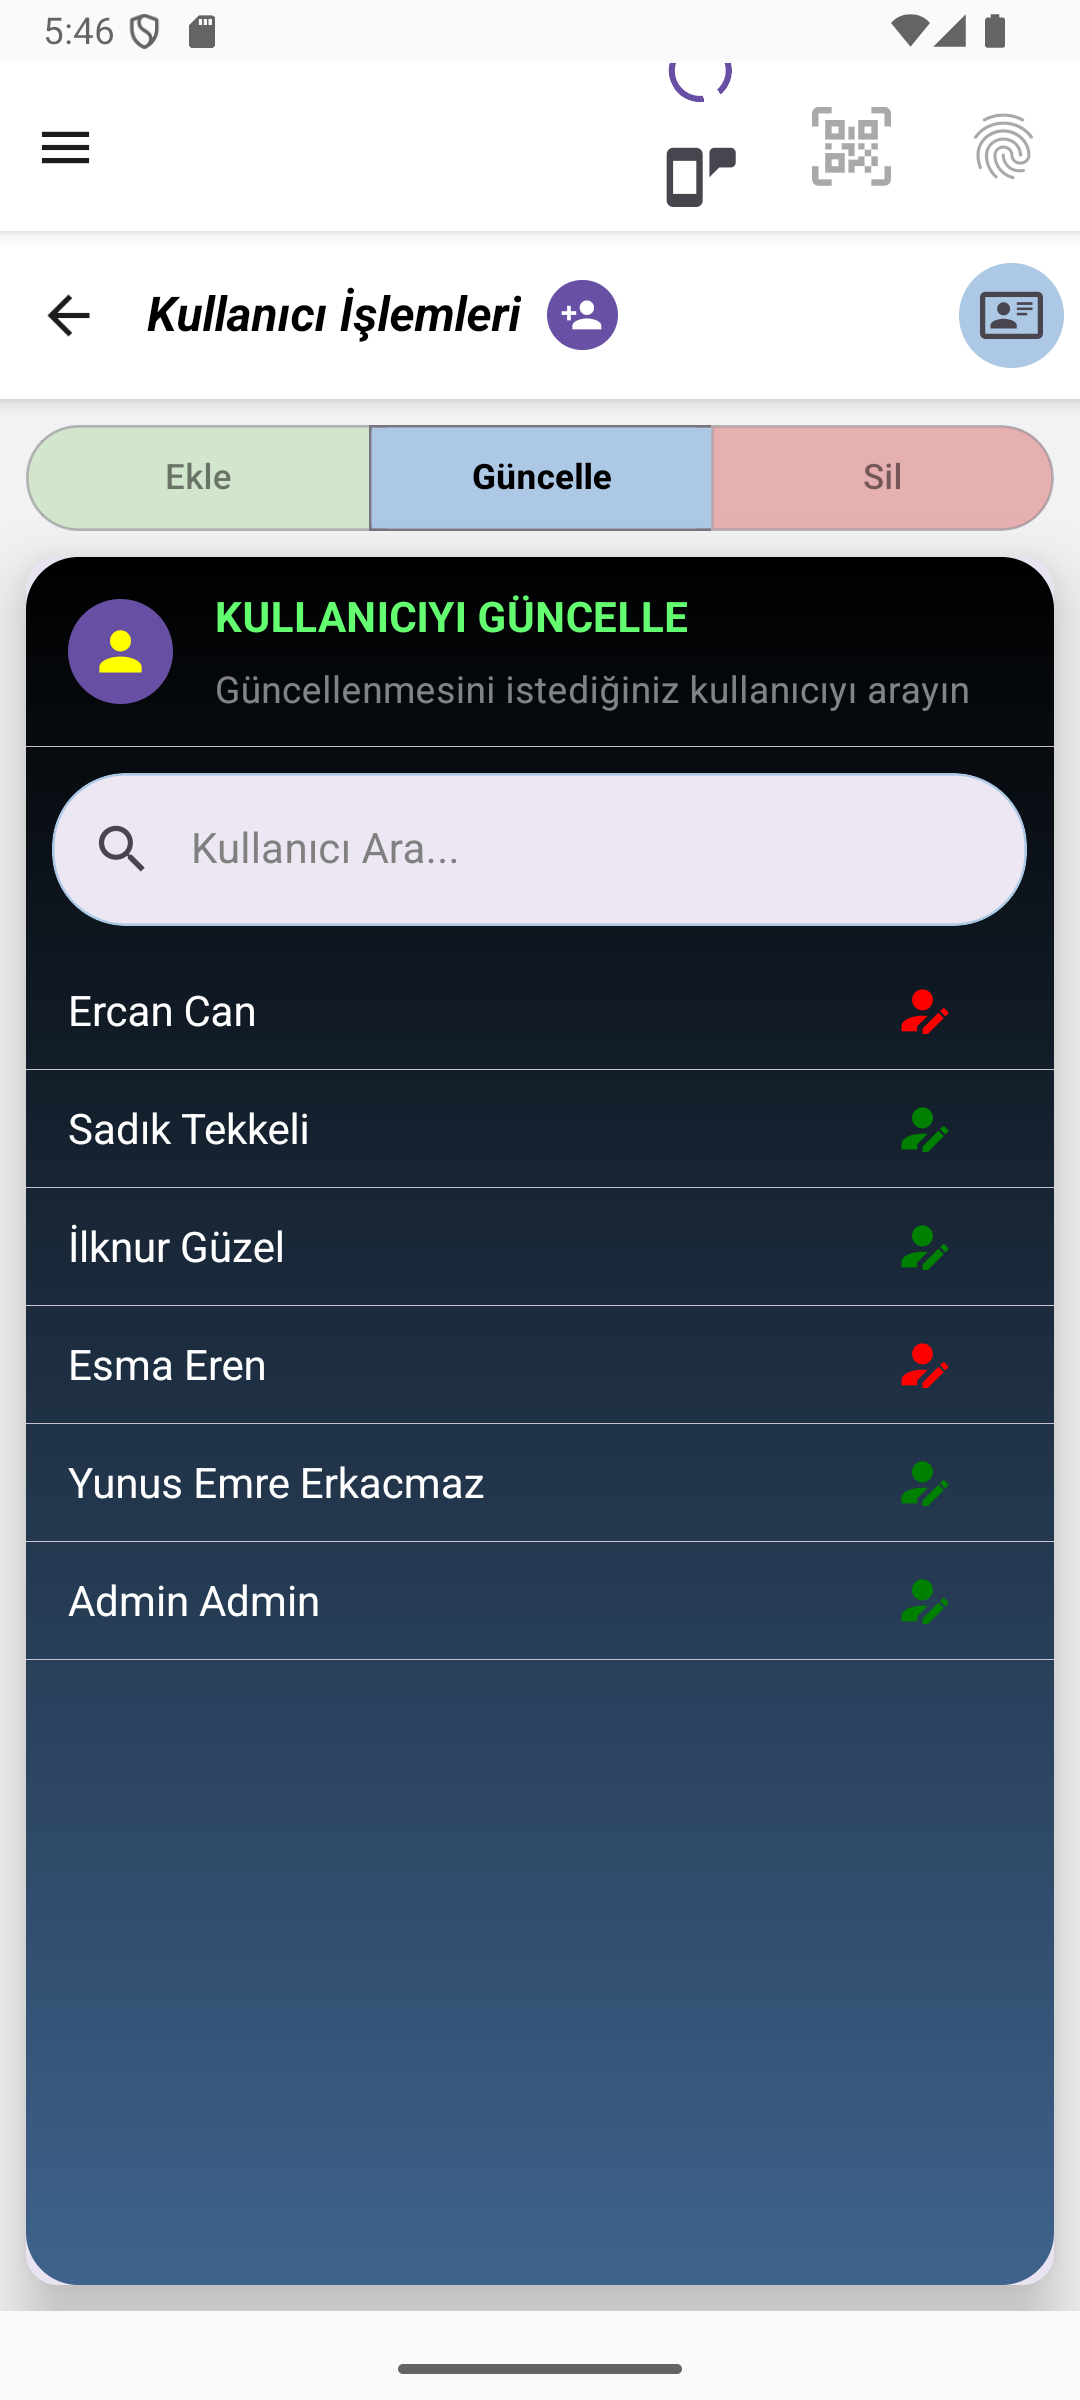 5:46
Kullanıcı İşlemleri
Ekle
Güncelle
Sil
KULLANICIYI GÜNCELLE
Güncellenmesini istediğiniz kullanıcıyı arayın
Kullanıcı Ara...
Ercan Can
Sadık Tekkeli
İlknur Güzel
Esma Eren
Yunus Emre Erkacmaz
Admin Admin